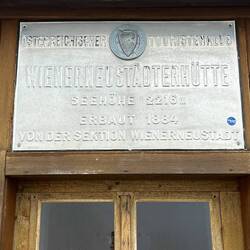 ÖSTERREICHISCHER TOURISTENKLUB
WIENERNEUSTÄDTERHÜTTE
SEEHÖHE 2216 M
ERBAUT 1884
VON DER SEKTION WIENERNEUSTADT